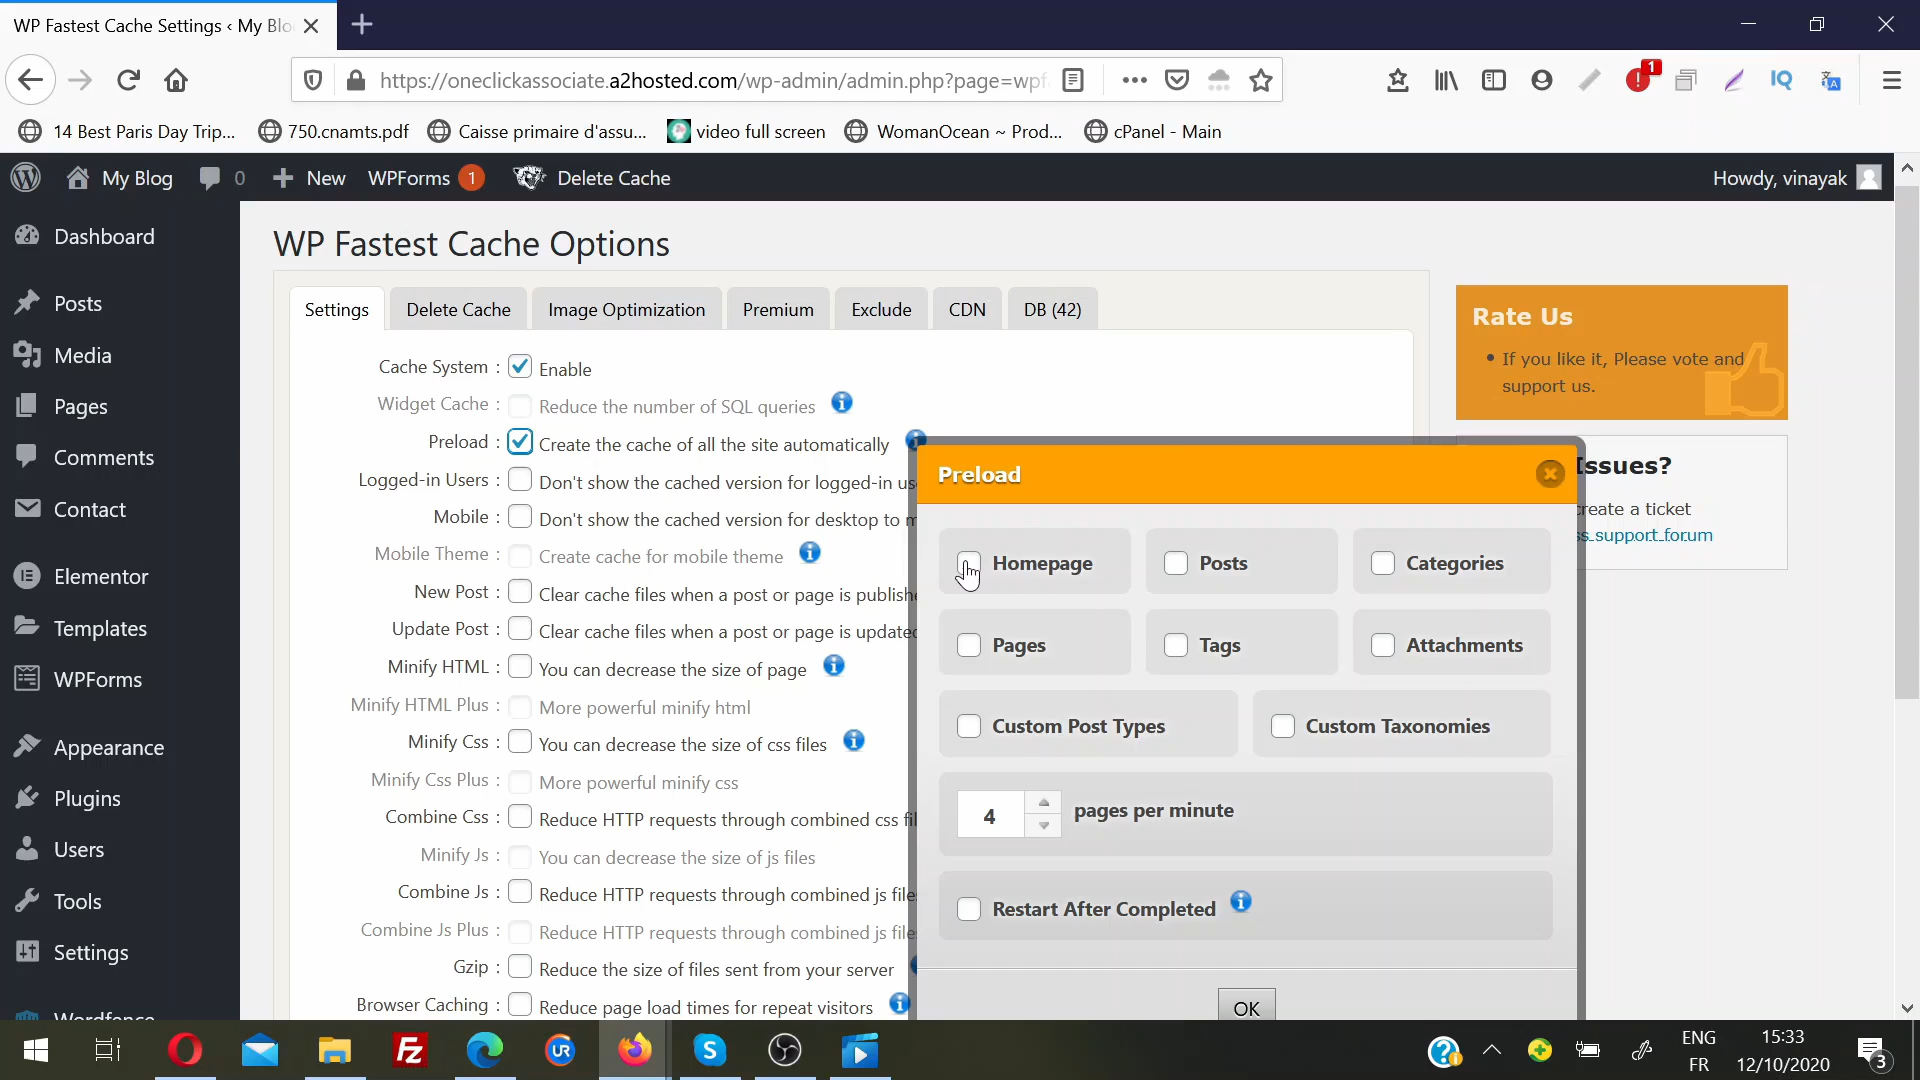 WP Fastest Cache Settings ‹ My Blo
https://oneclickassociate.a2hosted.com/wp-admin/admin.php?page=wpf
1
IQ
14 Best Paris Day Trip...
750.cnamts.pdf
Caisse primaire d'assu...
video full screen
WomanOcean ~ Prod...
cPanel - Main
My Blog
0
New
WPForms 1
Delete Cache
Howdy, vinayak
Dashboard
Posts
Media
Pages
Comments
Contact
Elementor
Templates
WPForms
Appearance
Plugins
Users
Tools
Settings
Wordfence
WP Fastest Cache Options
Settings
Delete Cache
Image Optimization
Premium
Exclude
CDN
DB (42)
Cache System : Enable
Widget Cache : Reduce the number of SQL queries
Preload : Create the cache of all the site automatically
Logged-in Users : Don't show the cached version for logged-in us
Mobile : Don't show the cached version for desktop to m
Mobile Theme : Create cache for mobile theme
New Post : Clear cache files when a post or page is publishe
Update Post : Clear cache files when a post or page is updated
Minify HTML : You can decrease the size of page
Minify HTML Plus : More powerful minify html
Minify Css : You can decrease the size of css files
Minify Css Plus : More powerful minify css
Combine Css : Reduce HTTP requests through combined css fil
Minify Js : You can decrease the size of js files
Combine Js : Reduce HTTP requests through combined js file
Combine Js Plus : Reduce HTTP requests through combined js file
Gzip : Reduce the size of files sent from your server
Browser Caching : Reduce page load times for repeat visitors
Preload
Homepage
Posts
Categories
Pages
Tags
Attachments
Custom Post Types
Custom Taxonomies
4 pages per minute
Restart After Completed
OK
Rate Us
• If you like it, Please vote and
support us.
Issues?
create a ticket
ss support forum
FZ
UR
ENG
FR
15:33
12/10/2020
3